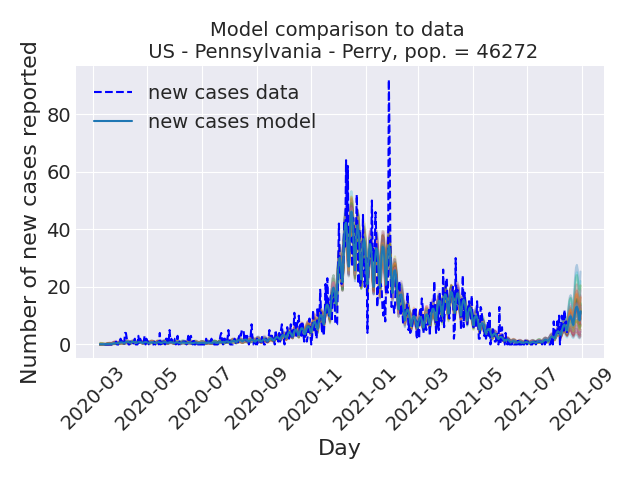 Model comparison to data
US - Pennsylvania - Perry, pop. = 46272
Number of new cases reported
new cases data
new cases model
80
60
40
20
0
2020-03
2020-05
2020-07
2020-09
2020-11
2021-01
2021-03
2021-05
2021-07
2021-09
Day